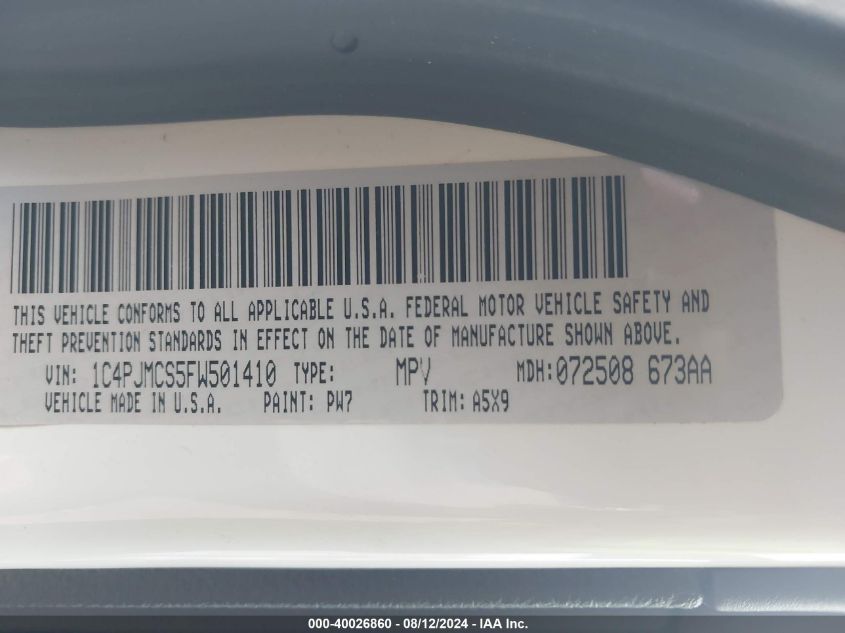 THIS VEHICLE CONFORMS TO ALL APPLICABLE U.S.A. FEDERAL MOTOR VEHICLE SAFETY AND
THEFT PREVENTION STANDARDS IN EFFECT ON THE DATE OF MANUFACTURE SHOWN ABOVE.
VIN: 1C4PJMCS5FW501410 TYPE: MPV MDH:072508 673AA
VEHICLE MADE IN U.S.A. PAINT: PW7 TRIM: A5X9
000-40026860 - 08/12/2024 - IAA Inc.